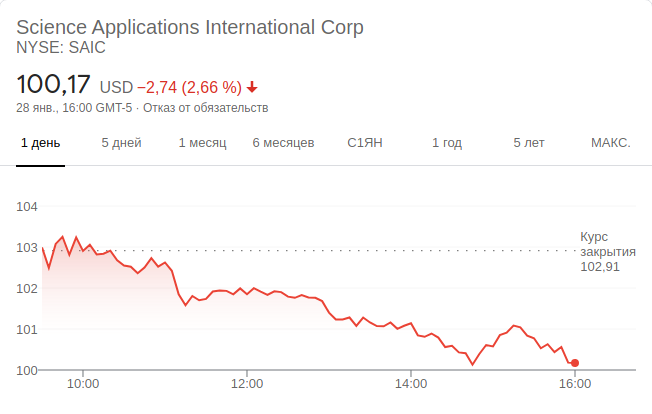 Science Applications International Corp
NYSE: SAIC
100,17 USD −2,74 (2,66 %)
28 янв., 16:00 GMT-5 · Отказ от обязательств
1 день 5 дней 1 месяц 6 месяцев С1ЯН 1 год 5 лет МАКС.
104
103
102
101
100
Курс
закрытия
102,91
10:00 12:00 14:00 16:00